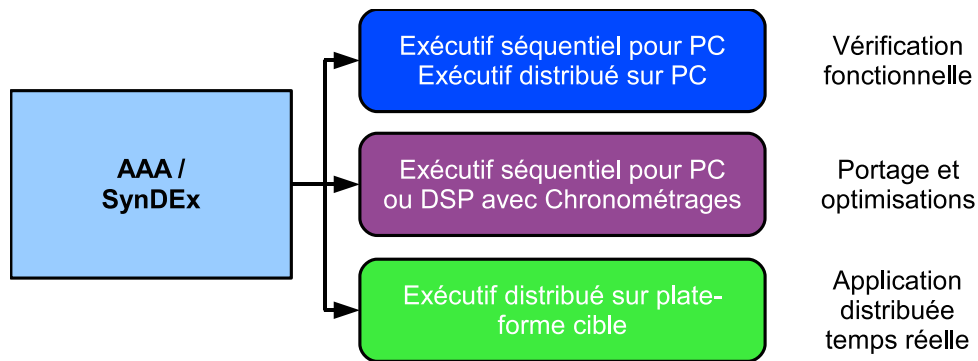 AAA /
SynDEx
Exécutif séquentiel pour PC
Exécutif distribué sur PC
Vérification
fonctionnelle
Exécutif séquentiel pour PC
ou DSP avec Chronométrages
Portage et
optimisations
Exécutif distribué sur plate-
forme cible
Application
distribuée
temps réelle